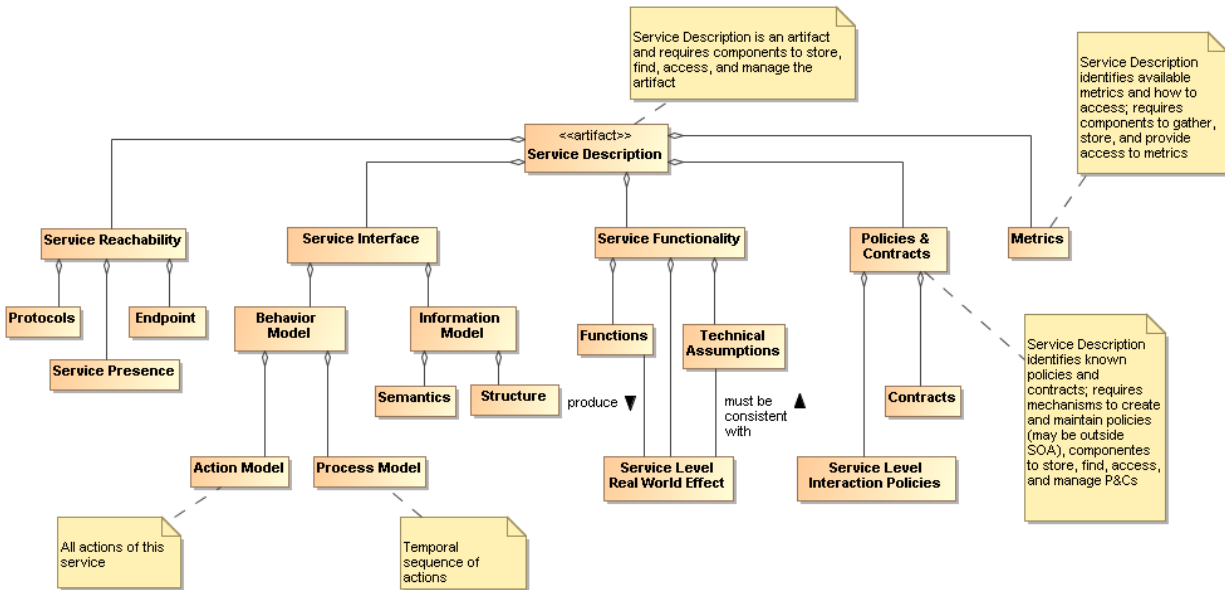 Service Description is an artifact
and requires components to store,
find, access, and manage the
artifact
Service Description
identifies available
metrics and how to
access; requires
components to gather,
store, and provide
access to metrics
<<artifact>>
Service Description
Service Reachability
Service Interface
Service Functionality
Policies &
Contracts
Metrics
Protocols
Endpoint
Service Presence
Behavior
Model
Information
Model
Functions
Technical
Assumptions
Semantics
Structure
Contracts
Service Description
identifies known
policies and
contracts; requires
mechanisms to create
and maintain policies
(may be outside
SOA), componentes
to store, find, access,
and manage P&Cs
produce
must be
consistent
with
Action Model
Process Model
Service Level
Real World Effect
Service Level
Interaction Policies
All actions of this
service
Temporal
sequence of
actions